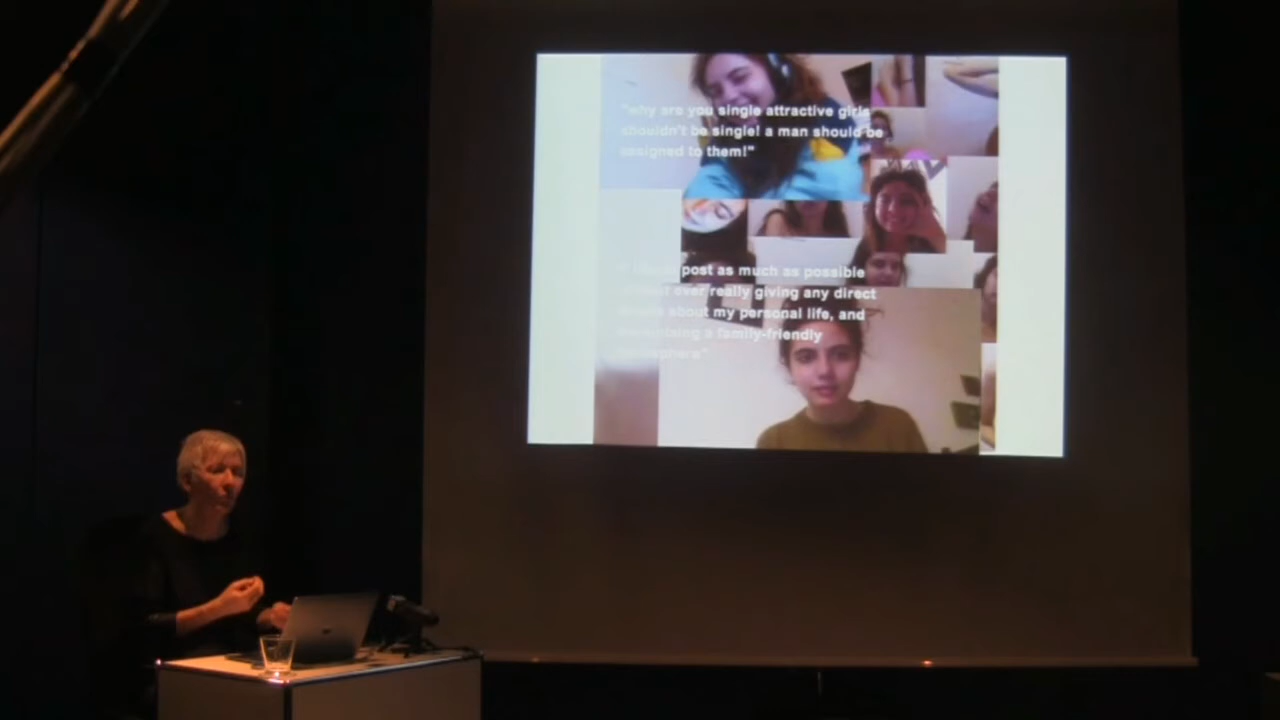 "why are you single attractive girls
shouldn't be single! a man should be
assigned to them!"
post as much as possible
over really giving any direct
about my personal life, and
a family-friendly